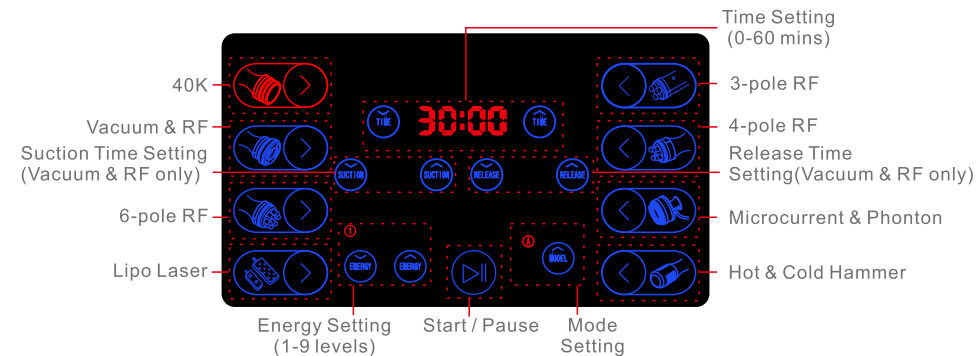 Time Setting
(0-60 mins)
40K
3-pole RF
TIME
30:00
TIME
Vacuum & RF
4-pole RF
Suction Time Setting
(Vacuum & RF only)
SUCTION
SUCTION
RELEASE
RELEASE
Release Time
Setting(Vacuum & RF only)
6-pole RF
Microcurrent & Phonton
1
ENERGY
ENERGY
A
MODEL
Lipo Laser
Hot & Cold Hammer
Energy Setting
(1-9 levels)
Start / Pause
Mode
Setting